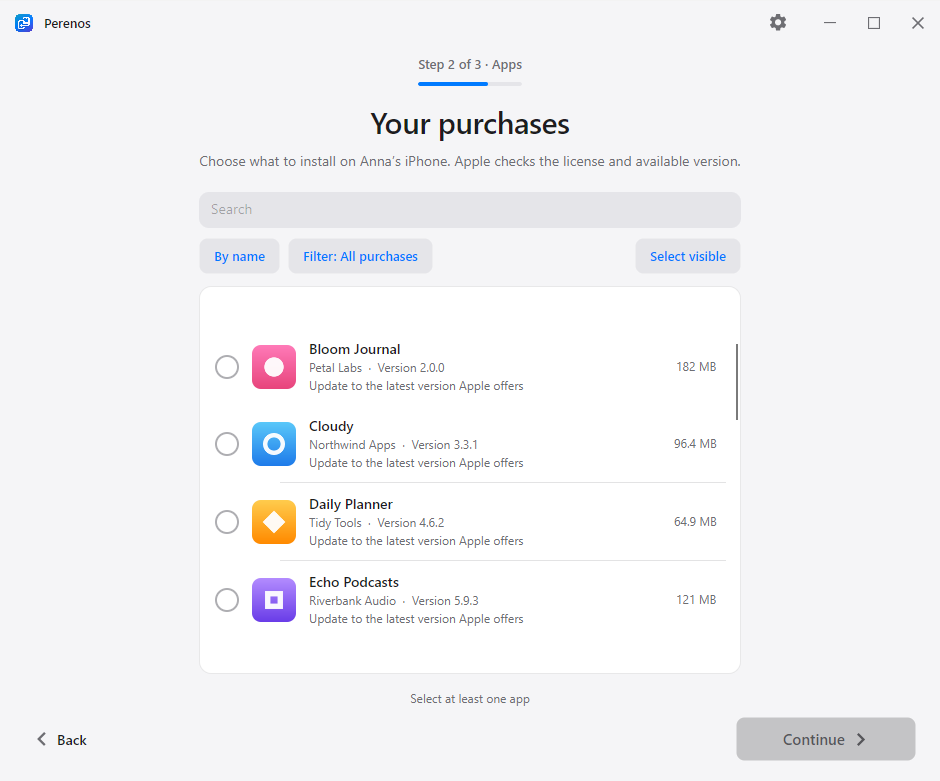 Perenos
Step 2 of 3 · Apps
Your purchases
Choose what to install on Anna’s iPhone. Apple checks the license and available version.
Search
By name
Filter: All purchases
Select visible
Bloom Journal
Petal Labs · Version 2.0.0
182 MB
Update to the latest version Apple offers
Cloudy
Northwind Apps · Version 3.3.1
96.4 MB
Update to the latest version Apple offers
Daily Planner
Tidy Tools · Version 4.6.2
64.9 MB
Update to the latest version Apple offers
Echo Podcasts
Riverbank Audio · Version 5.9.3
121 MB
Update to the latest version Apple offers
Select at least one app
Back
Continue